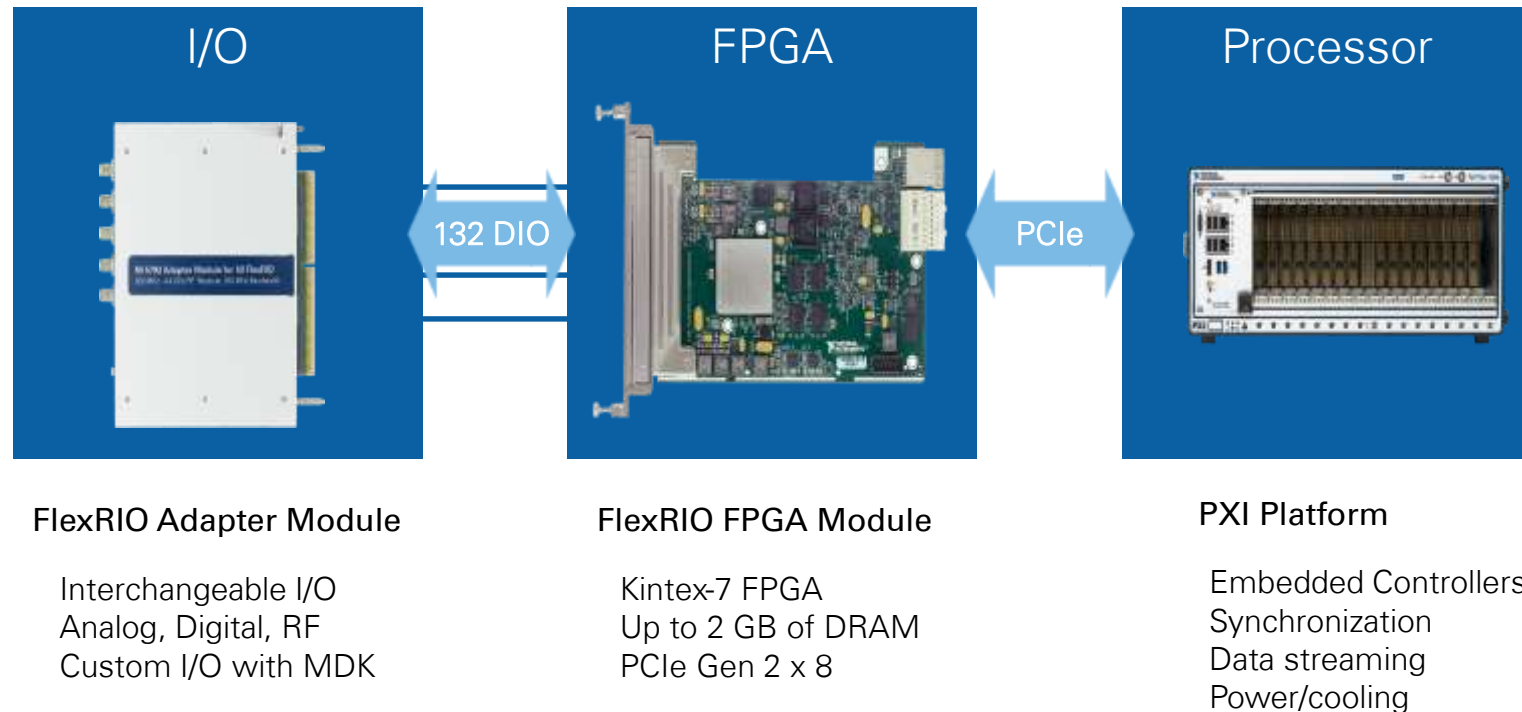 I/O
FPGA
Processor
132 DIO
PCIe
FlexRIO Adapter Module
Interchangeable I/O
Analog, Digital, RF
Custom I/O with MDK
FlexRIO FPGA Module
Kintex-7 FPGA
Up to 2 GB of DRAM
PCIe Gen 2 x 8
PXI Platform
Embedded Controllers
Synchronization
Data streaming
Power/cooling